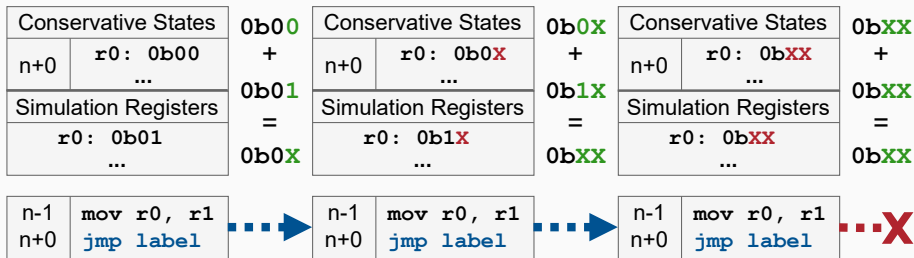 Conservative States
n+0
r0: 0b00
...
Simulation Registers
r0: 0b01
...
0b00
+
0b01
=
0b0X
Conservative States
n+0
r0: 0b0X
...
Simulation Registers
r0: 0b1X
...
0b0X
+
0b1X
=
0bXX
Conservative States
n+0
r0: 0bXX
...
Simulation Registers
r0: 0bXX
...
0bXX
+
0bXX
=
0bXX
n-1 mov r0, r1
n+0 jmp label
n-1 mov r0, r1
n+0 jmp label
n-1 mov r0, r1
n+0 jmp label
X